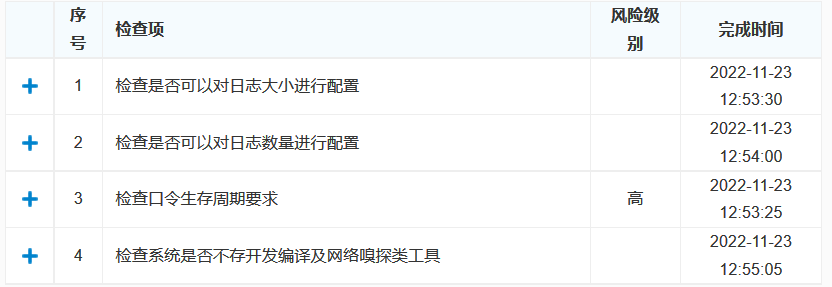 序号 检查项 风险级别 完成时间
1 检查是否可以对日志大小进行配置 2022-11-23
12:53:30
2 检查是否可以对日志数量进行配置 2022-11-23
12:54:00
3 检查口令生存周期要求 高 2022-11-23
12:53:25
4 检查系统是否不存开发编译及网络嗅探类工具 2022-11-23
12:55:05